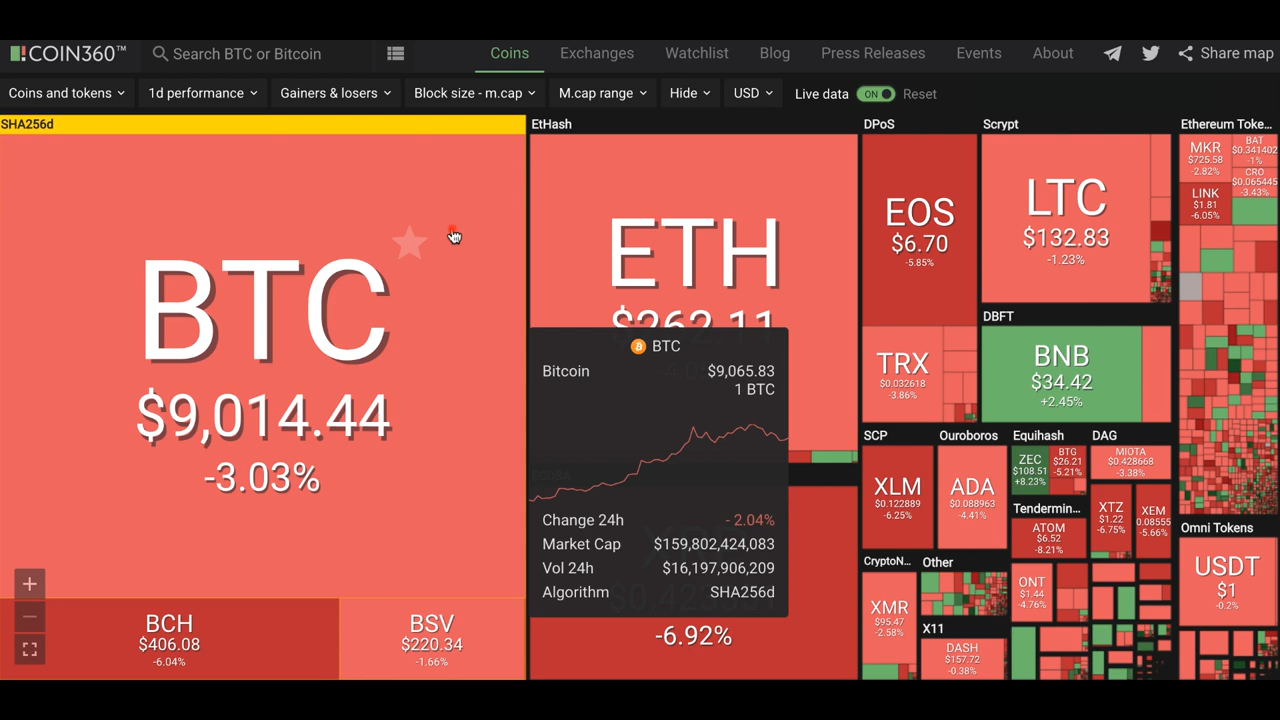 COIN360™
Search BTC or Bitcoin
Coins
Exchanges
Watchlist
Blog
Press Releases
Events
About
Share map
Coins and tokens
1d performance
Gainers & losers
Block size - m.cap
M.cap range
Hide
USD
Live data
ON
Reset
SHA256d
BTC
$9,014.44
-3.03%
BCH
$406.08
-6.04%
BSV
$220.34
-1.66%
EtHash
ETH
$262.11
BTC
Bitcoin
$9,065.83
1 BTC
Change 24h
- 2.04%
Market Cap
$159,802,424,083
Vol 24h
$16,197,906,209
Algorithm
SHA256d
-6.92%
DPoS
EOS
$6.70
-5.85%
TRX
$0.032618
-3.86%
Scrypt
LTC
$132.83
-1.23%
DBFT
BNB
$34.42
+2.45%
SCP
XLM
$0.122889
-6.25%
Ouroboros
ADA
$0.088963
-4.41%
Equihash
ZEC
$108.51
+8.23%
BTG
$26.21
-5.21%
DAG
MIOTA
$0.428668
-3.38%
Tendermin...
ATOM
$6.52
-8.21%
XTZ
$1.22
-6.75%
XEM
0.08555
-5.66%
CryptoN...
XMR
$95.47
-2.58%
Other
X11
DASH
$157.72
-0.38%
ONT
$1.44
-4.76%
Ethereum Toke...
MKR
$725.58
-2.82%
BAT
$0.341402
-1%
CRO
$0.065445
-3.43%
LINK
$1.81
-6.05%
Omni Tokens
USDT
$1
-0.2%